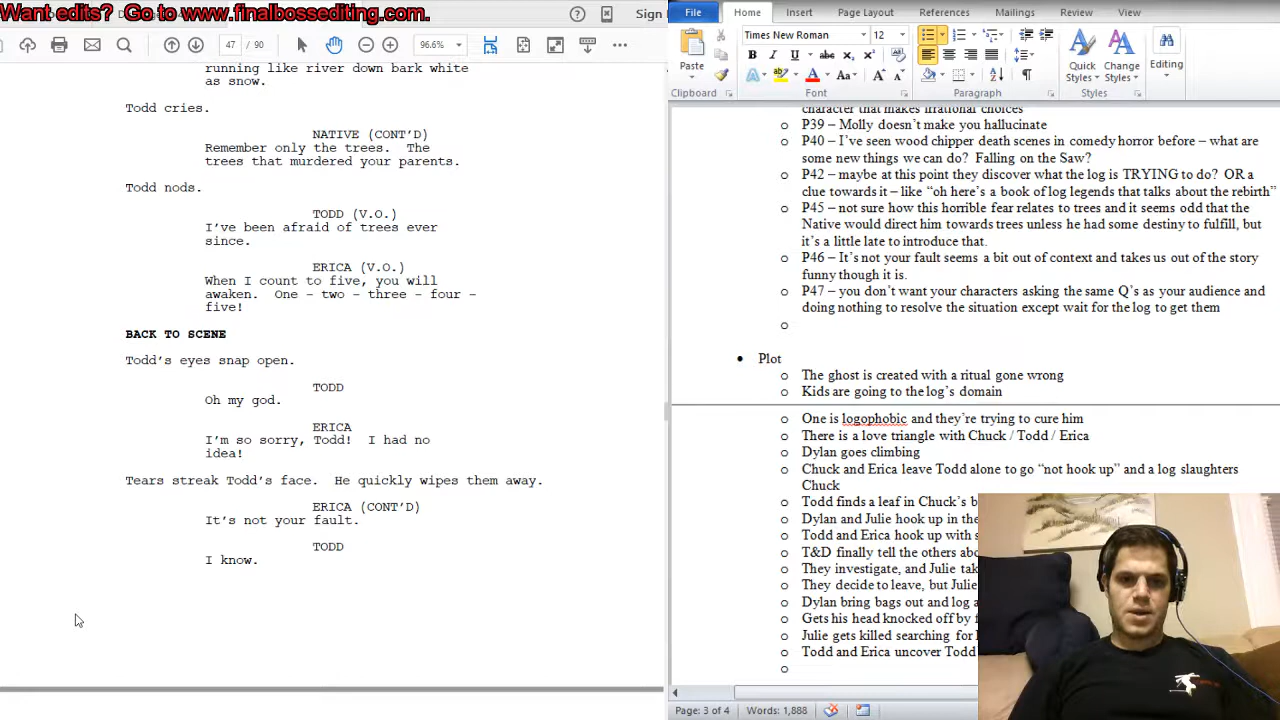 Want edits?  Go to www.finalbossediting.com.
Sign
47 / 90
96.6%
running like river down bark white
as snow.
Todd cries.
NATIVE (CONT'D)
Remember only the trees.  The
trees that murdered your parents.
Todd nods.
TODD (V.O.)
I've been afraid of trees ever
since.
ERICA (V.O.)
When I count to five, you will
awaken.  One – two – three – four –
five!
BACK TO SCENE
Todd's eyes snap open.
TODD
Oh my god.
ERICA
I'm so sorry, Todd!  I had no
idea!
Tears streak Todd's face.  He quickly wipes them away.
ERICA (CONT'D)
It's not your fault.
TODD
I know.
File Home Insert Page Layout References Mailings Review View
Times New Roman 12
Paste
Quick Styles
Change Styles
Editing
Clipboard Font Paragraph Styles
character that makes irrational choices
o P39 – Molly doesn't make you hallucinate
o P40 – I've seen wood chipper death scenes in comedy horror before – what are
some new things we can do?  Falling on the Saw?
o P42 – maybe at this point they discover what the log is TRYING to do?  OR a
clue towards it – like "oh here's a book of log legends that talks about the rebirth"
o P45 – not sure how this horrible fear relates to trees and it seems odd that the
Native would direct him towards trees unless he had some destiny to fulfill, but
it's a little late to introduce that.
o P46 – It's not your fault seems a bit out of context and takes us out of the story
funny though it is.
o P47 – you don't want your characters asking the same Q's as your audience and
doing nothing to resolve the situation except wait for the log to get them
o
• Plot
o The ghost is created with a ritual gone wrong
o Kids are going to the log's domain
o One is logophobic and they're trying to cure him
o There is a love triangle with Chuck / Todd / Erica
o Dylan goes climbing
o Chuck and Erica leave Todd alone to go "not hook up" and a log slaughters
Chuck
o Todd finds a leaf in Chuck's b
o Dylan and Julie hook up in the
o Todd and Erica hook up with s
o T&D finally tell the others abo
o They investigate, and Julie tak
o They decide to leave, but Julie
o Dylan bring bags out and log a
o Gets his head knocked off by f
o Julie gets killed searching for
o Todd and Erica uncover Todd
o
Page: 3 of 4 Words: 1,888